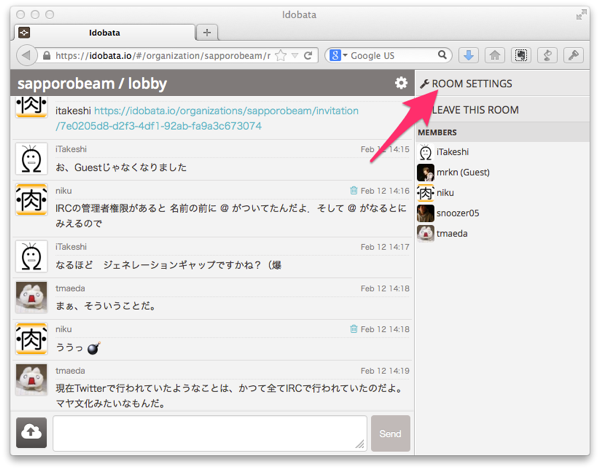 Idobata
Idobata
https://idobata.io/#/organization/sapporobeam/r
Google US
sapporobeam / lobby
ROOM SETTINGS
LEAVE THIS ROOM
MEMBERS
iTakeshi
mrkn (Guest)
niku
snoozer05
tmaeda
肉
itakeshi https://idobata.io/organizations/sapporobeam/invitation
/7e0205d8-d2f3-4df1-92ab-fa9a3c673074
iTakeshi Feb 12 14:15
お、Guestじゃなくなりました
肉
niku Feb 12 14:16
IRCの管理者権限があると 名前の前に @ がついてたんだよ．そして @ がなるとに
みえるので
iTakeshi Feb 12 14:17
なるほど　ジェネレーションギャップですかね？（爆
tmaeda Feb 12 14:18
まぁ、そういうことだ。
肉
niku Feb 12 14:18
ううっ
tmaeda Feb 12 14:19
現在Twitterで行われていたようなことは、かつて全てIRCで行われていたのだよ。
マヤ文化みたいなもんだ。
Send